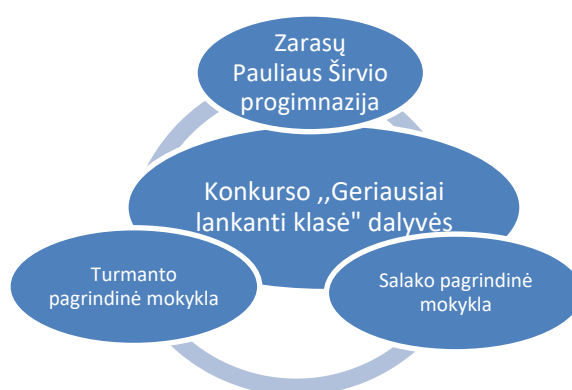 Zarasų
Pauliaus Širvio
progimnazija
Konkurso ,,Geriausiai
lankanti klasė" dalyvės
Turmanto
pagrindinė mokykla
Salako pagrindinė
mokykla